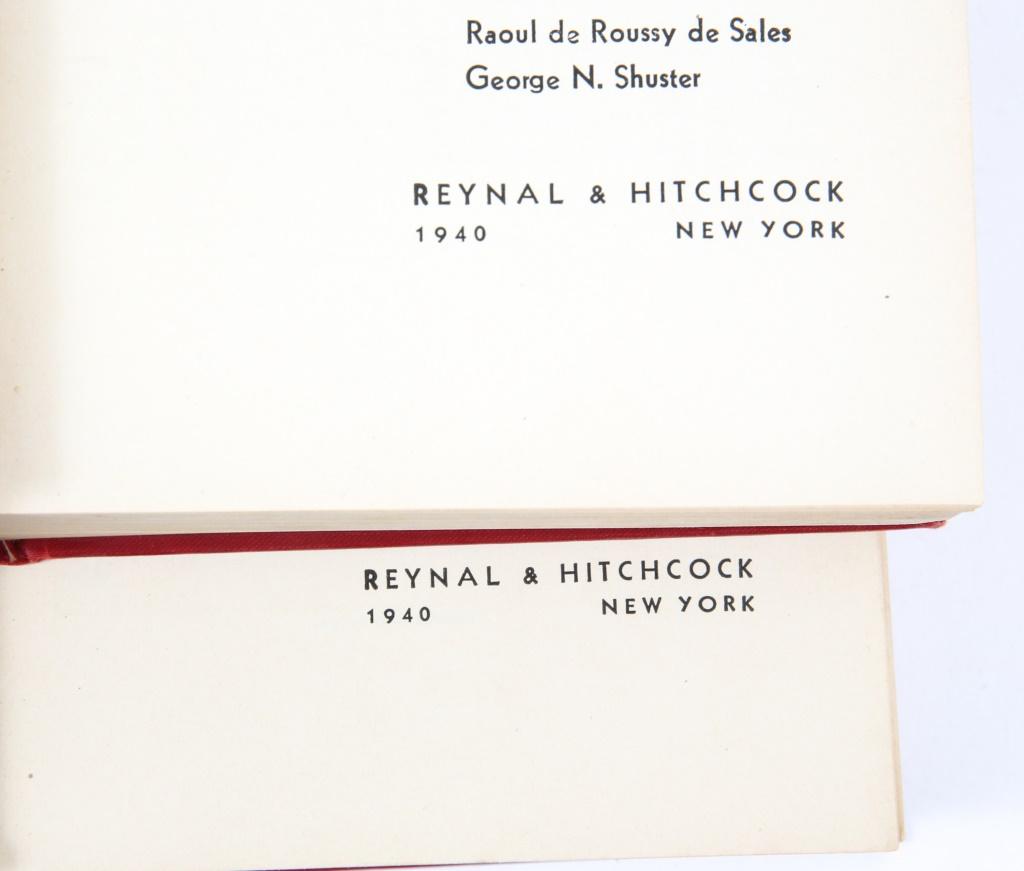 Raoul de Roussy de Sales
George N. Shuster
REYNAL & HITCHCOCK
1940 NEW YORK
REYNAL & HITCHCOCK
1940 NEW YORK